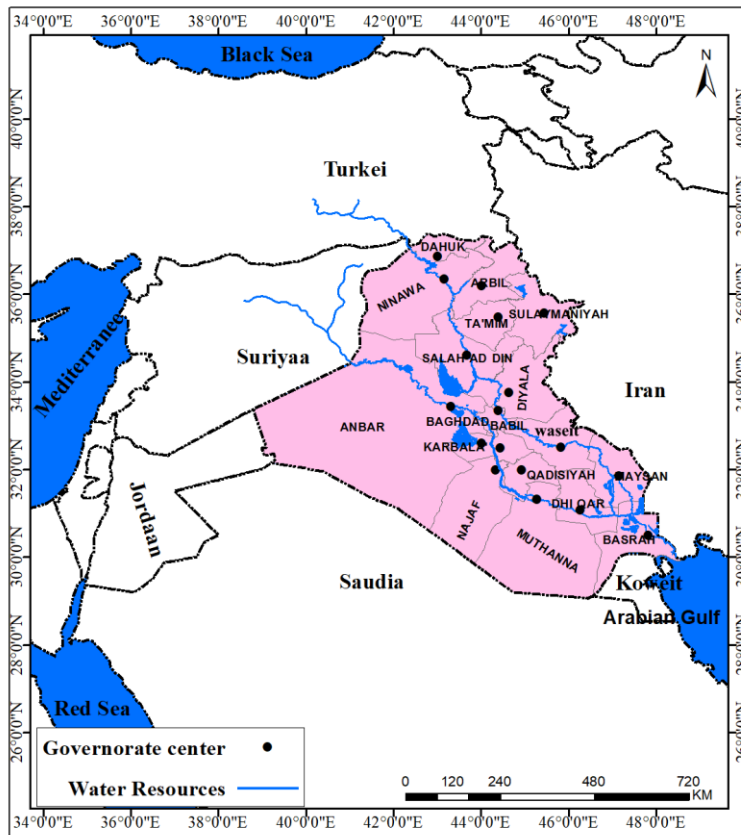 34°0'0"E 36°0'0"E 38°0'0"E 40°0'0"E 42°0'0"E 44°0'0"E 46°0'0"E 48°0'0"E
Black Sea
N
40°0'0"N
40°0'0"N
Turkei
38°0'0"N
38°0'0"N
DAHUK
ARBIL
NINAWA
36°0'0"N
36°0'0"N
SULAYMANIYAH
TA'MIM
Mediterranee
Suriyaa
SALAH AD DIN
DIYALA
Iran
34°0'0"N
34°0'0"N
ANBAR
BAGHDAD
BABIL
waseit
KARBALA
32°0'0"N
32°0'0"N
QADISIYAH
MAYSAN
Jordaan
NAJAF
DHI QAR
MUTHANNA
BASRAH
30°0'0"N
30°0'0"N
Saudia
Koweit
Arabian Gulf
28°0'0"N
28°0'0"N
Red Sea
26°0'0"N
26°0'0"N
Governorate center
Water Resources
0 120 240 480 720
KM
34°0'0"E 36°0'0"E 38°0'0"E 40°0'0"E 42°0'0"E 44°0'0"E 46°0'0"E 48°0'0"E